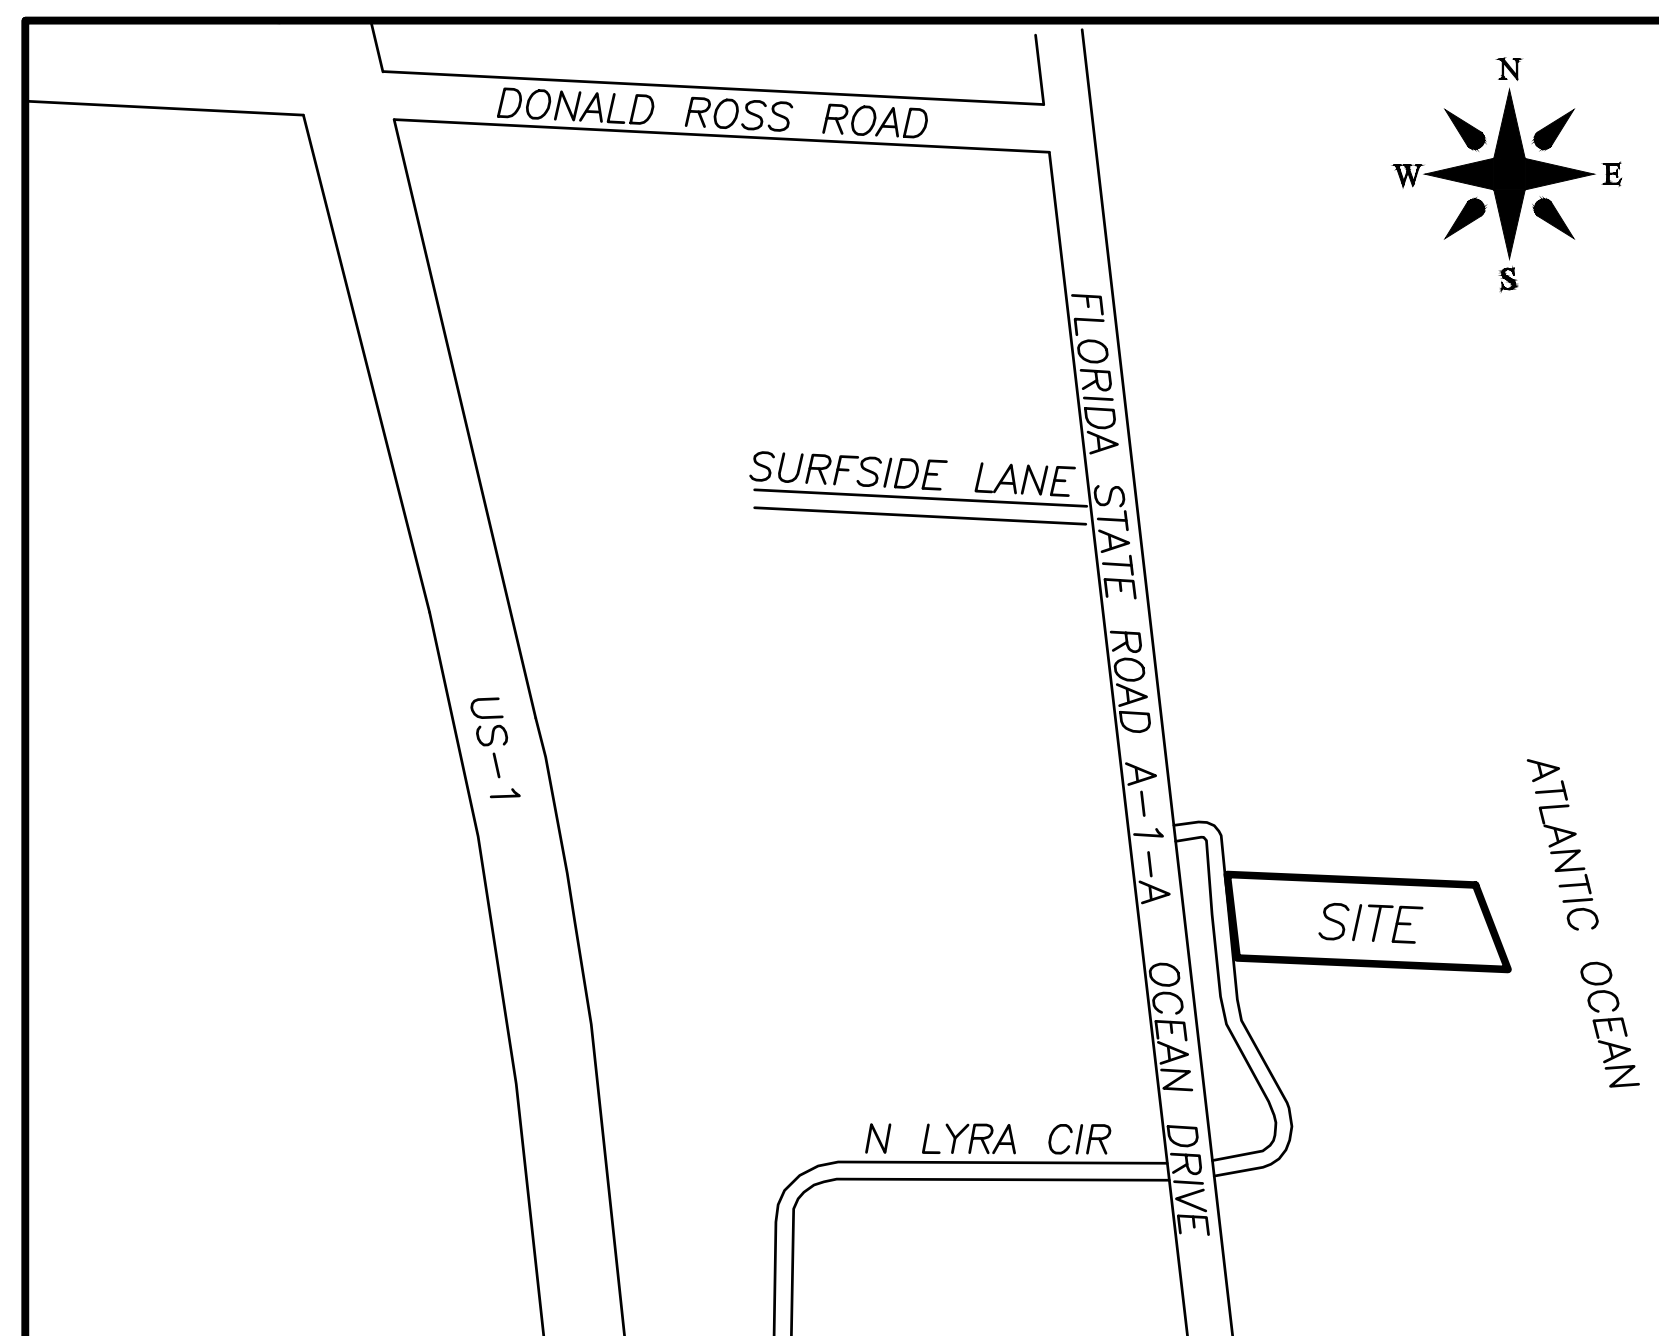 N
DONALD ROSS ROAD
W
E
S
FLORIDA STATE ROAD A-1-A OCEAN DRIVE
SURFSIDE LANE
US-1
ATLANTIC OCEAN
SITE
N LYRA CIR